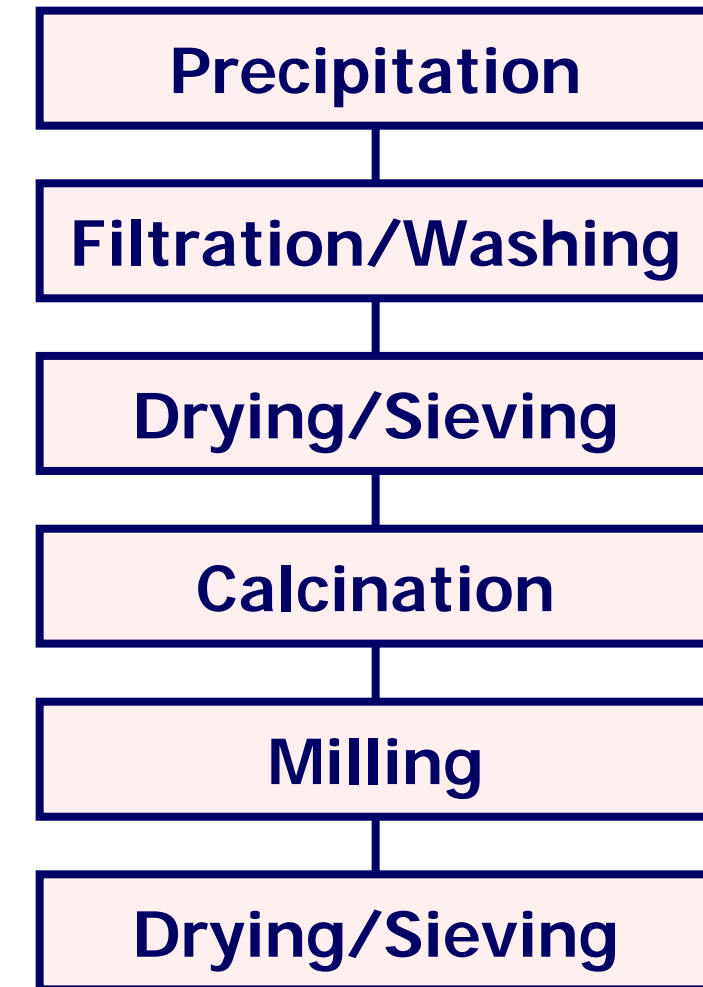 Precipitation
Filtration/Washing
Drying/Sieving
Calcination
Milling
Drying/Sieving